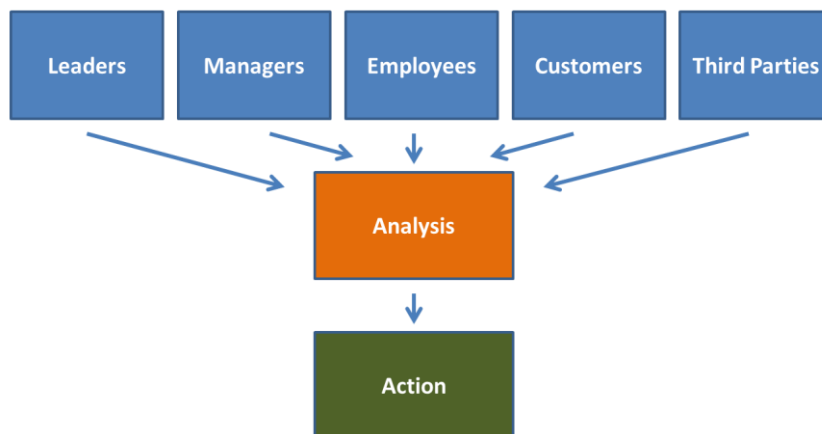 Leaders
Managers
Employees
Customers
Third Parties
Analysis
Action